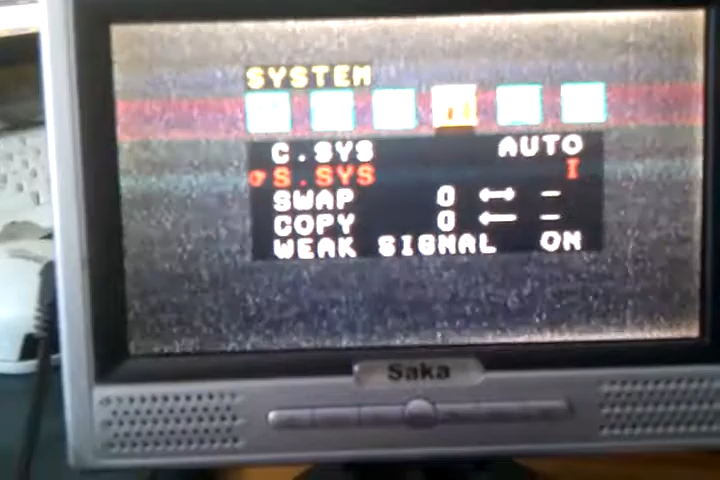 SYSTEM
C.SYS AUTO
S.SYS I
SWAP 0 ↔ -
COPY 0 ← -
WEAK SIGNAL ON
Saka